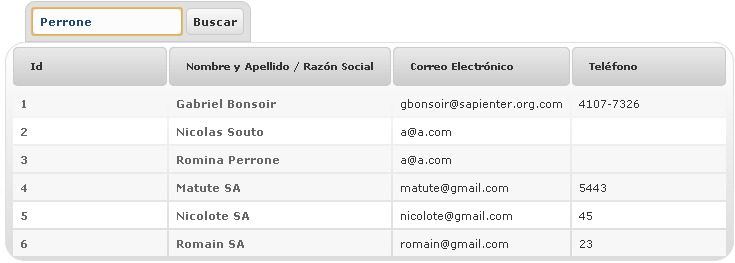 Perrone Buscar
Id Nombre y Apellido / Razón Social Correo Electrónico Teléfono
1 Gabriel Bonsoir gbonsoir@sapienter.org.com 4107-7326
2 Nicolas Souto a@a.com
3 Romina Perrone a@a.com
4 Matute SA matute@gmail.com 5443
5 Nicolote SA nicolote@gmail.com 45
6 Romain SA romain@gmail.com 23